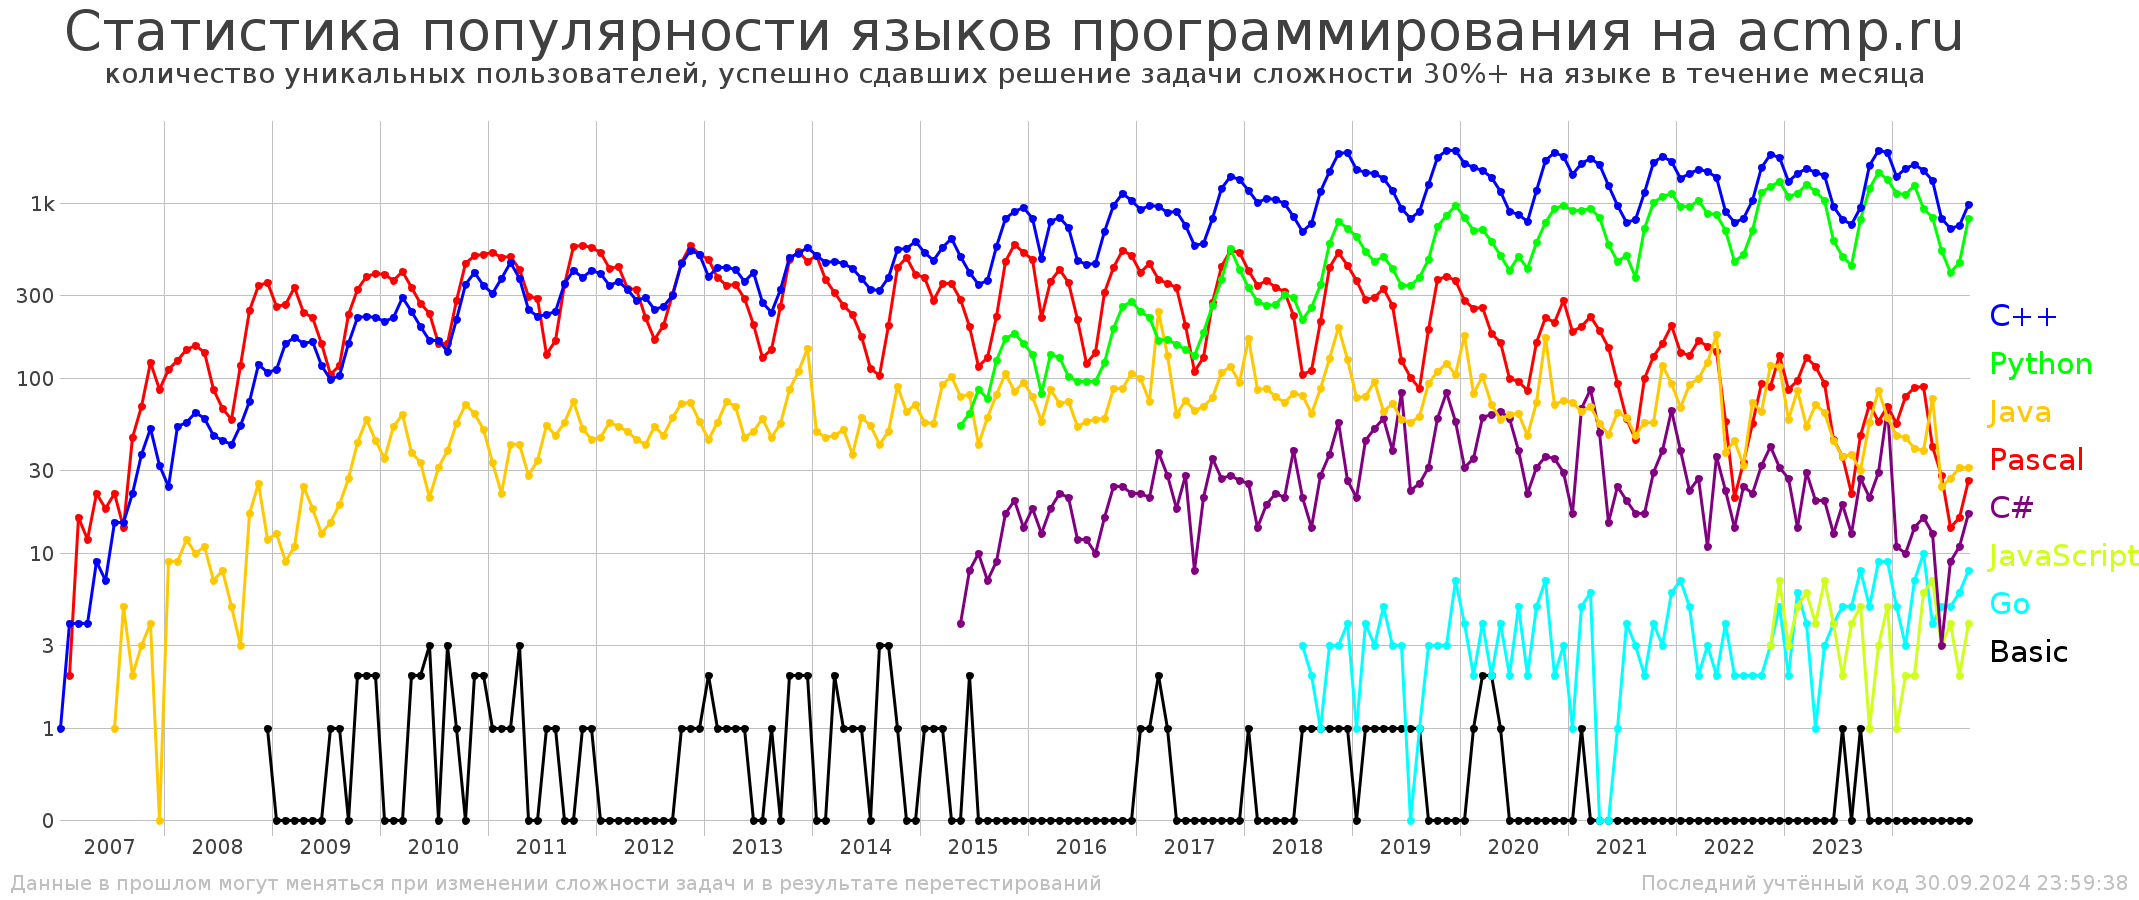 Статистика популярности языков программирования на acmp.ru
количество уникальных пользователей, успешно сдавших решение задачи сложности 30%+ на языке в течение месяца
1k
300
100
30
10
3
1
0
2007 2008 2009 2010 2011 2012 2013 2014 2015 2016 2017 2018 2019 2020 2021 2022 2023
C++
Python
Java
Pascal
C#
JavaScript
Go
Basic
Данные в прошлом могут меняться при изменении сложности задач и в результате перетестирований
Последний учтённый код 30.09.2024 23:59:38